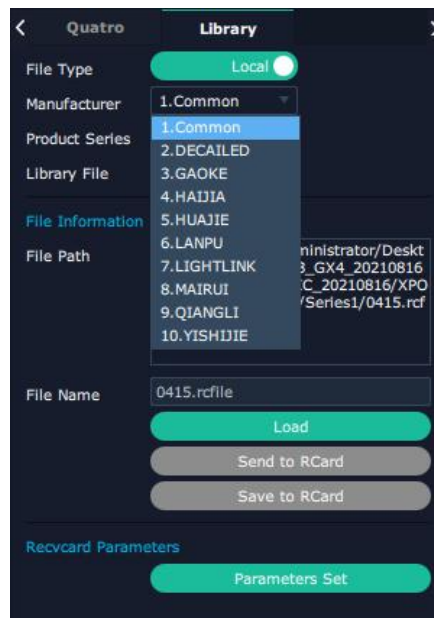 Quatro Library
File Type Local
Manufacturer 1.Common
Product Series 1.Common
2.DECAILED
Library File 3.GAOKE
4.HAIJIA
File Information 5.HUAJIE
File Path 6.LANPU ministrator/Deskt
7.LIGHTLINK 3_GX4_20210816
8.MAIRUI C_20210816/XPO
9.QIANGLI /Series1/0415.rcf
10.YISHIJIE
File Name 0415.rcfile
Load
Send to RCard
Save to RCard
Recvcard Parameters
Parameters Set